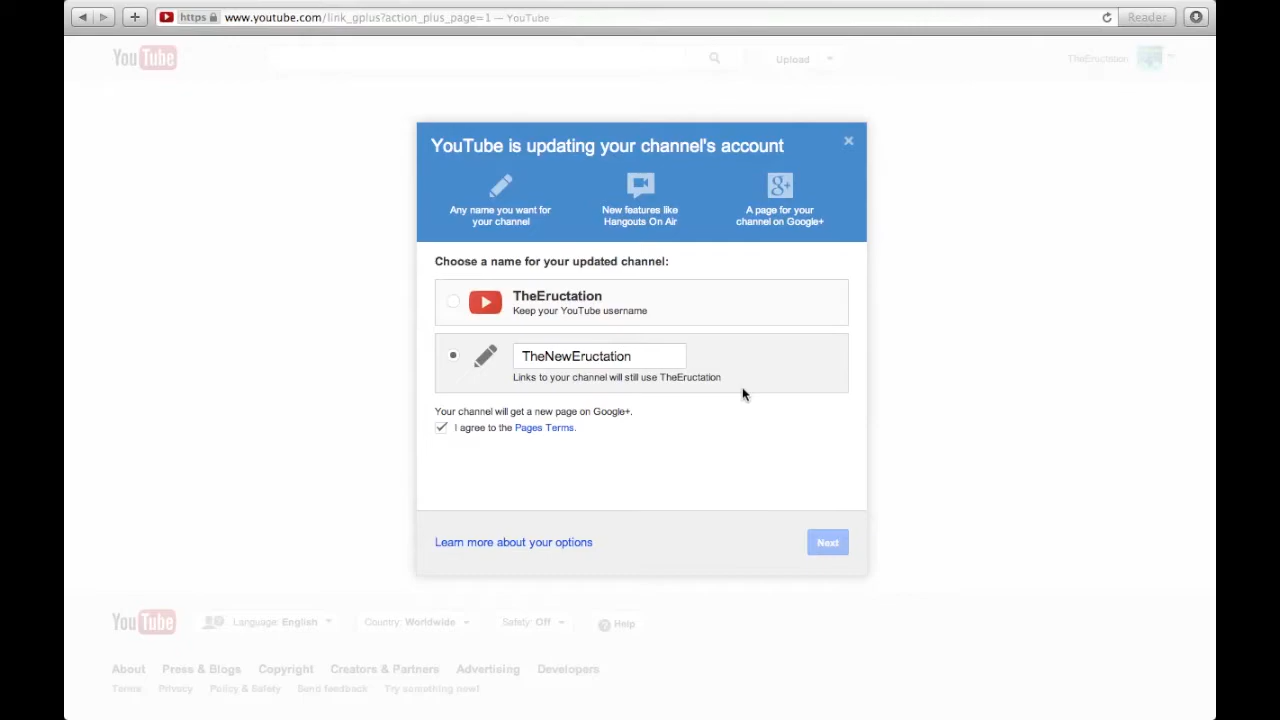 https www.youtube.com/link_gplus?action_plus_page=1 — YouTube
Reader
YouTube
Upload
TheEructation
YouTube is updating your channel's account
Any name you want for
your channel
New features like
Hangouts On Air
g+
A page for your
channel on Google+
Choose a name for your updated channel:
TheEructation
Keep your YouTube username
TheNewEructation
Links to your channel will still use TheEructation
Your channel will get a new page on Google+.
I agree to the Pages Terms.
Learn more about your options
Next
YouTube
Language: English
Country: Worldwide
Safety: Off
Help
About Press & Blogs Copyright Creators & Partners Advertising Developers
Terms Privacy Policy & Safety Send feedback Try something new!